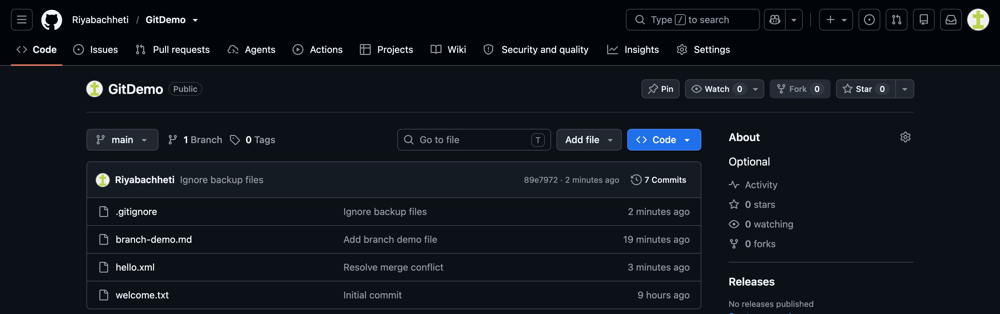 Riyabachheti / GitDemo
Type / to search
Code Issues Pull requests Agents Actions Projects Wiki Security and quality Insights Settings
GitDemo Public
Pin Watch 0 Fork 0 Star 0
main 1 Branch 0 Tags
Go to file T Add file Code
Riyabachheti Ignore backup files 89e7972 · 2 minutes ago 7 Commits
.gitignore Ignore backup files 2 minutes ago
branch-demo.md Add branch demo file 19 minutes ago
hello.xml Resolve merge conflict 3 minutes ago
welcome.txt Initial commit 9 hours ago
About
Optional
Activity
0 stars
0 watching
0 forks
Releases
No releases published